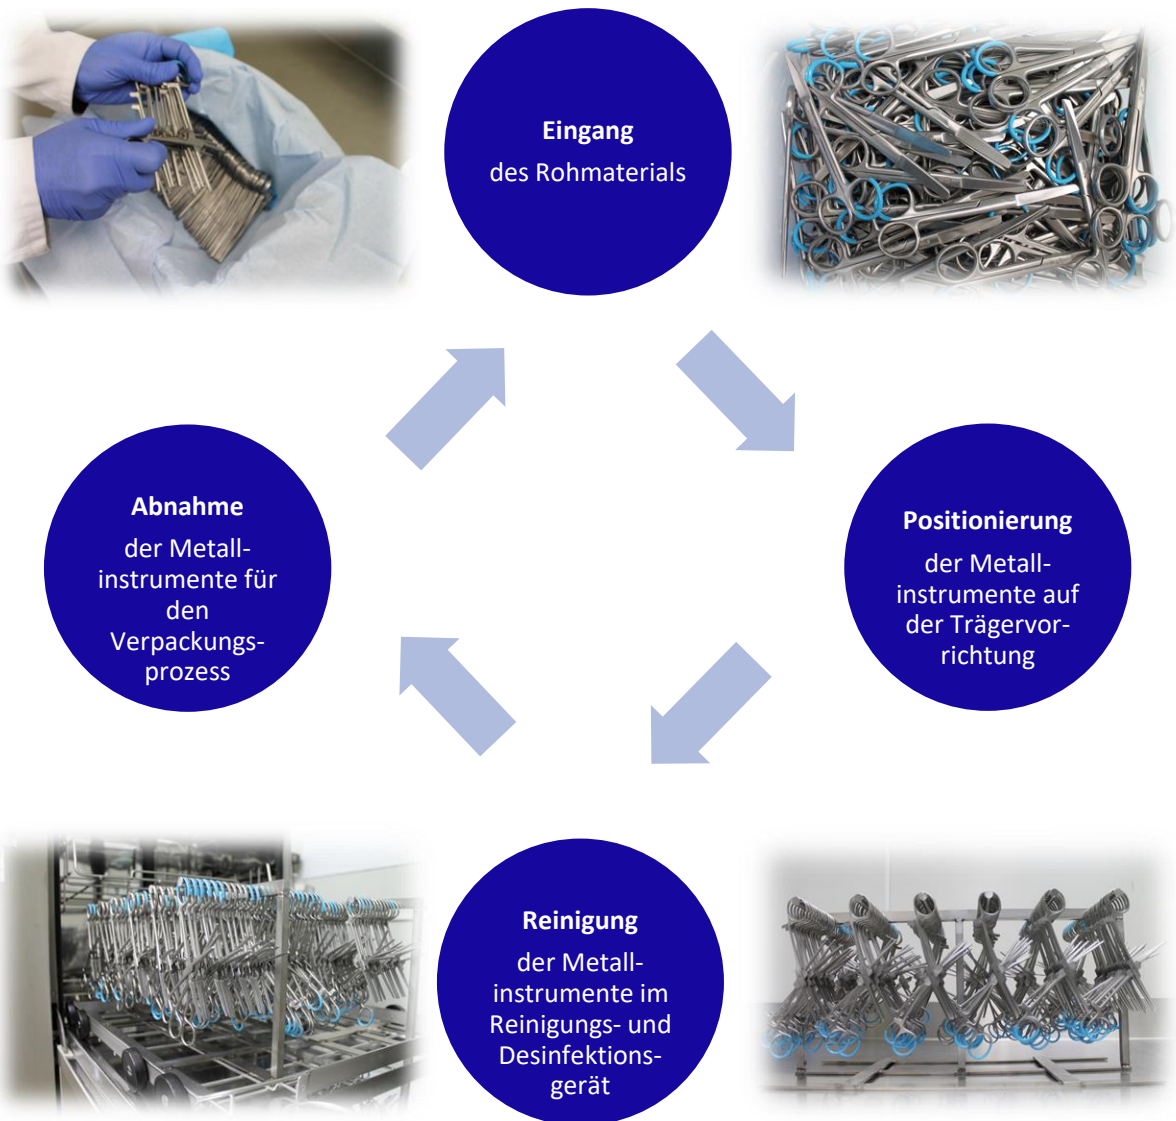 Eingang
des Rohmaterials
Positionierung
der Metall-
instrumente auf
der Trägervor-
richtung
Reinigung
der Metall-
instrumente im
Reinigungs- und
Desinfektions-
gerät
Abnahme
der Metall-
instrumente für
den
Verpackungs-
prozess